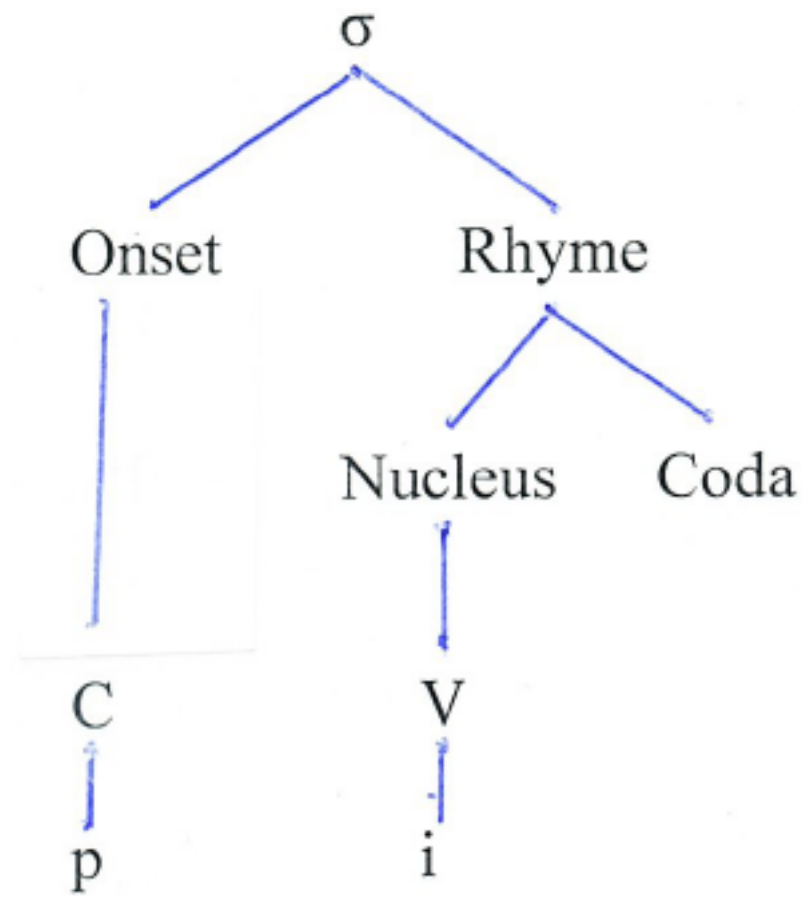 σ
Onset Rhyme
Nucleus Coda
C V
p i